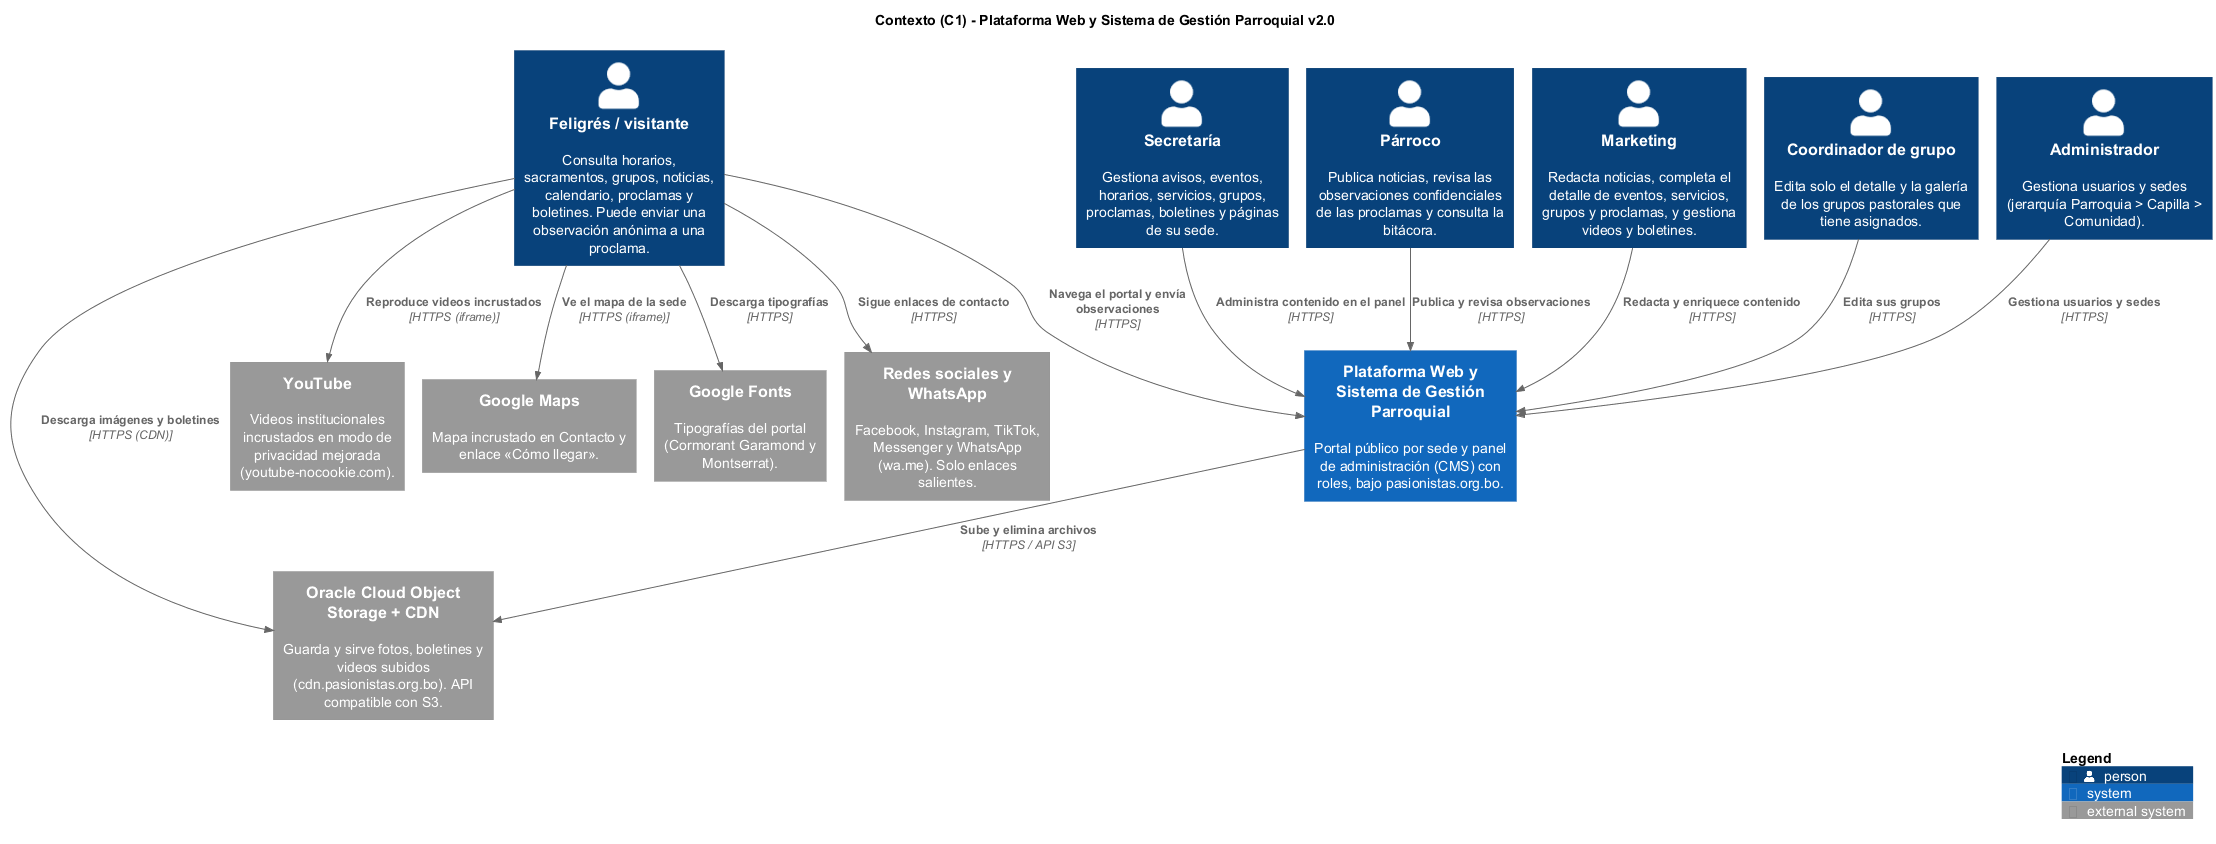 Contexto (C1) - Plataforma Web y Sistema de Gestión Parroquial v2.0
Feligrés / visitante
Consulta horarios,
sacramentos, grupos, noticias,
calendario, proclamas y
boletines. Puede enviar una
observación anónima a una
proclama.
Secretaría
Gestiona avisos, eventos,
horarios, servicios, grupos,
proclamas, boletines y páginas
de su sede.
Párroco
Publica noticias, revisa las
observaciones confidenciales
de las proclamas y consulta la
bitácora.
Marketing
Redacta noticias, completa el
detalle de eventos, servicios,
grupos y proclamas, y gestiona
videos y boletines.
Coordinador de grupo
Edita solo el detalle y la galería
de los grupos pastorales que
tiene asignados.
Administrador
Gestiona usuarios y sedes
(jerarquía Parroquia > Capilla >
Comunidad).
Reproduce videos incrustados
[HTTPS (iframe)]
Ve el mapa de la sede
[HTTPS (iframe)]
Descarga tipografías
[HTTPS]
Sigue enlaces de contacto
[HTTPS]
Navega el portal y envía
observaciones
[HTTPS]
Administra contenido en el panel
[HTTPS]
Publica y revisa observaciones
[HTTPS]
Redacta y enriquece contenido
[HTTPS]
Edita sus grupos
[HTTPS]
Gestiona usuarios y sedes
[HTTPS]
Descarga imágenes y boletines
[HTTPS (CDN)]
YouTube
Videos institucionales
incrustados en modo de
privacidad mejorada
(youtube-nocookie.com).
Google Maps
Mapa incrustado en Contacto y
enlace «Cómo llegar».
Google Fonts
Tipografías del portal
(Cormorant Garamond y
Montserrat).
Redes sociales y
WhatsApp
Facebook, Instagram, TikTok,
Messenger y WhatsApp
(wa.me). Solo enlaces
salientes.
Plataforma Web y
Sistema de Gestión
Parroquial
Portal público por sede y panel
de administración (CMS) con
roles, bajo pasionistas.org.bo.
Sube y elimina archivos
[HTTPS / API S3]
Oracle Cloud Object
Storage + CDN
Guarda y sirve fotos, boletines y
videos subidos
(cdn.pasionistas.org.bo). API
compatible con S3.
Legend
person
system
external system